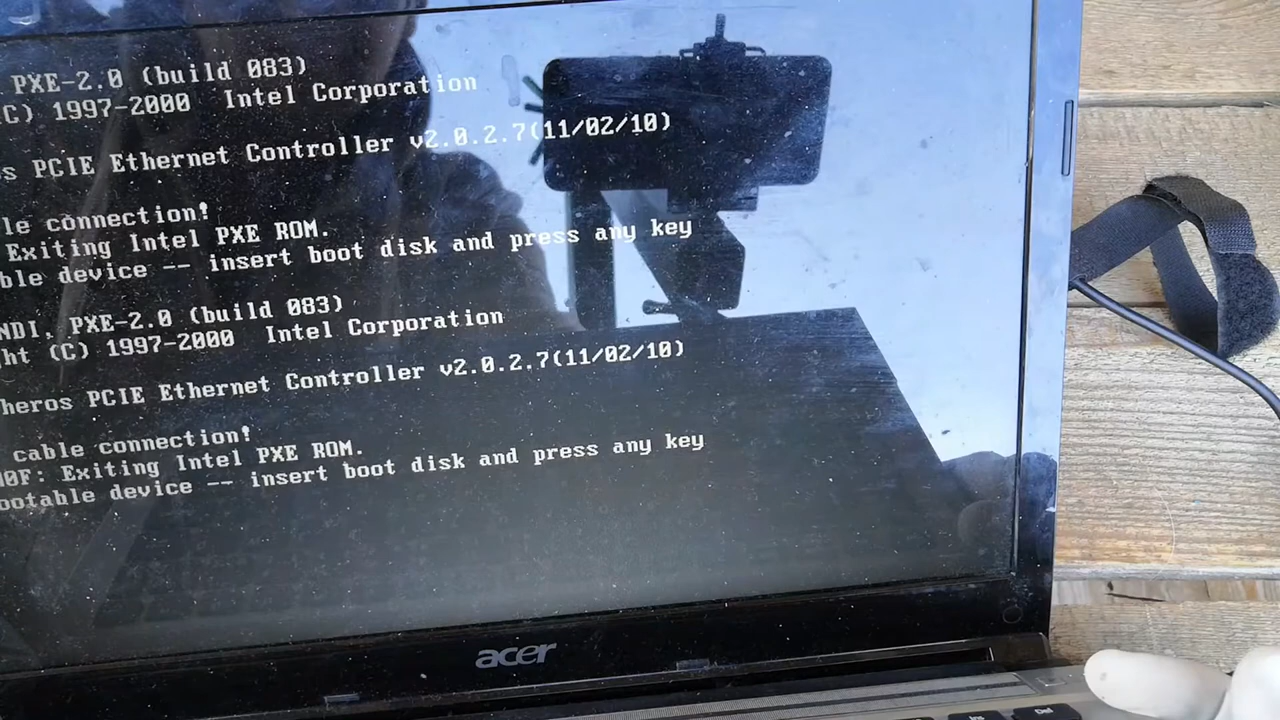 PXE-2.0 (build 083)
(C) 1997-2000 Intel Corporation
s PCIE Ethernet Controller v2.0.2.7(11/02/10)
le connection!
Exiting Intel PXE ROM.
ble device -- insert boot disk and press any key
NDI, PXE-2.0 (build 083)
ht (C) 1997-2000 Intel Corporation
heros PCIE Ethernet Controller v2.0.2.7(11/02/10)
cable connection!
0F: Exiting Intel PXE ROM.
ootable device -- insert boot disk and press any key
acer
Ins
Del